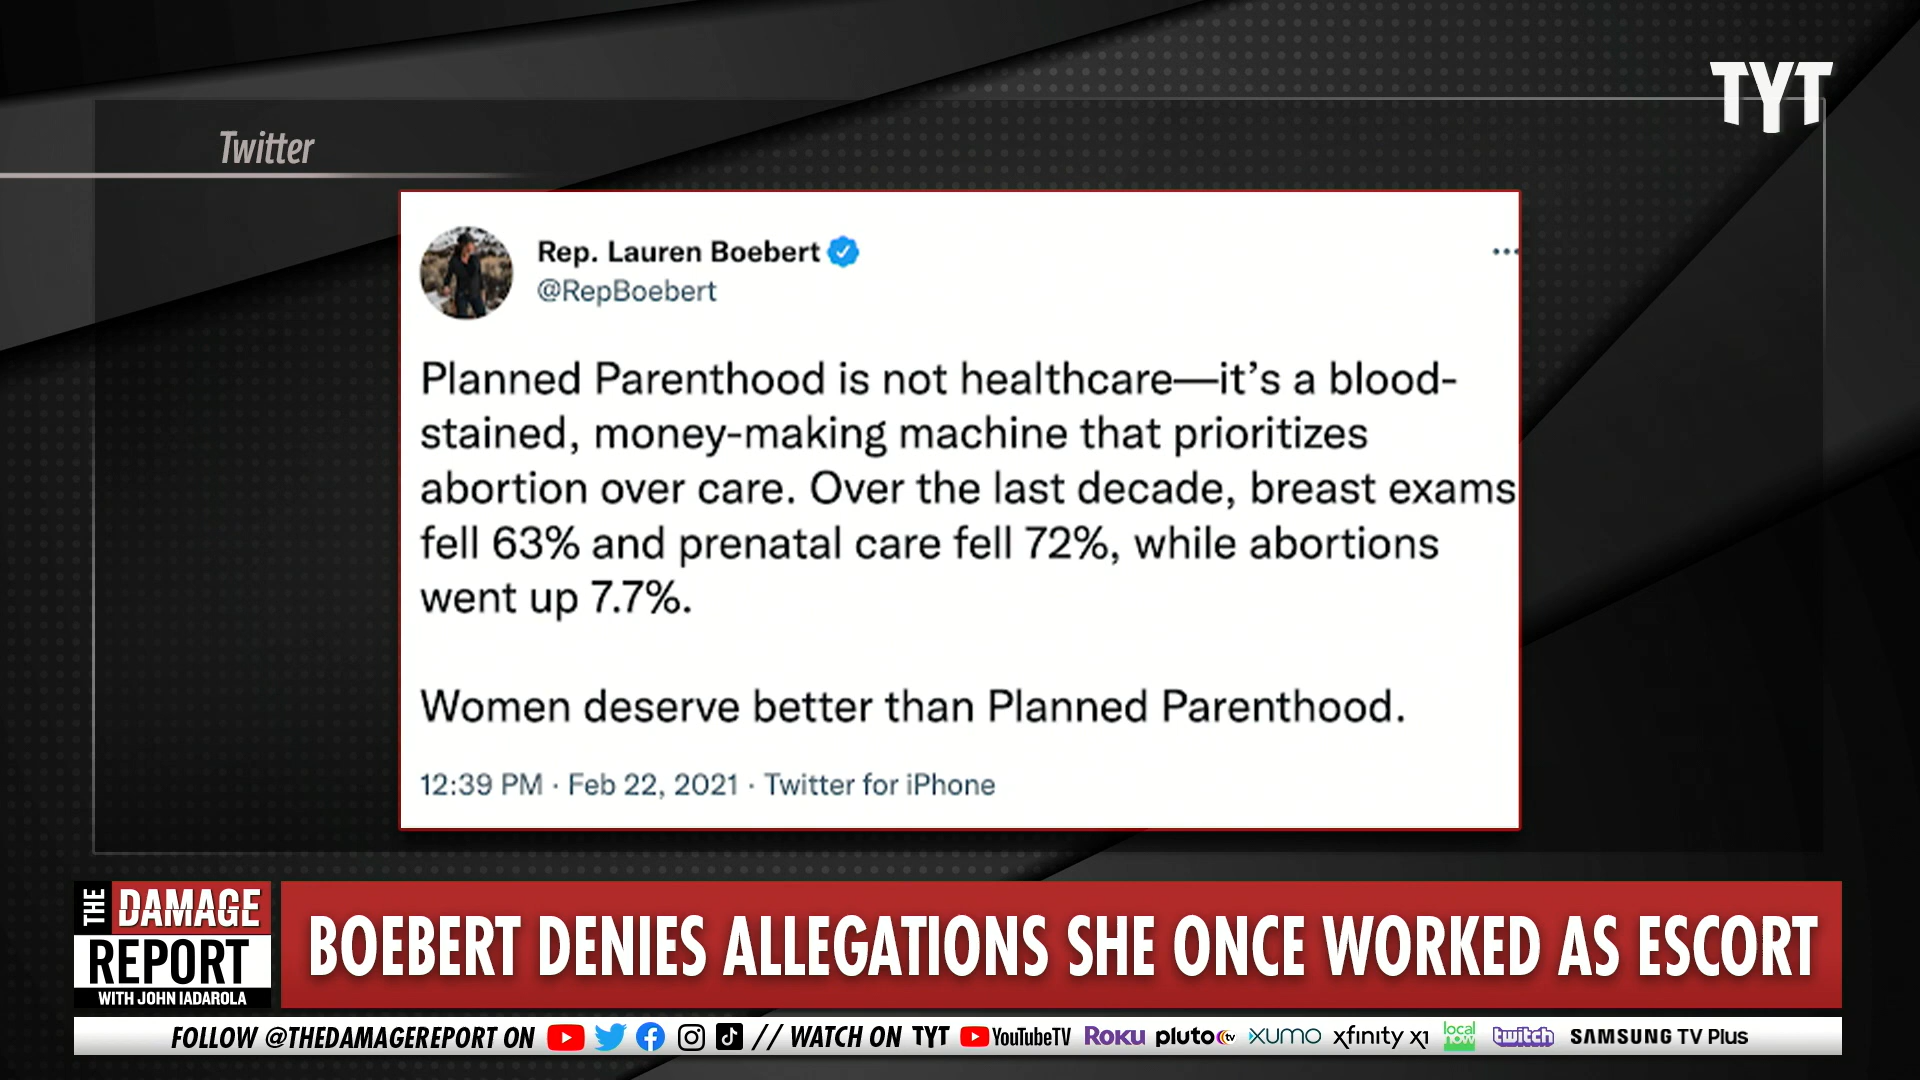 TYT
Twitter
Rep. Lauren Boebert
@RepBoebert
Planned Parenthood is not healthcare—it's a blood-
stained, money-making machine that prioritizes
abortion over care. Over the last decade, breast exams
fell 63% and prenatal care fell 72%, while abortions
went up 7.7%.
Women deserve better than Planned Parenthood.
12:39 PM · Feb 22, 2021 · Twitter for iPhone
THE DAMAGE
REPORT
WITH JOHN IADAROLA
BOEBERT DENIES ALLEGATIONS SHE ONCE WORKED AS ESCORT
FOLLOW @THEDAMAGEREPORT ON // WATCH ON TYT YouTubeTV ROKU pluto tv XUMO xfinity x1 local now twitch SAMSUNG TV Plus